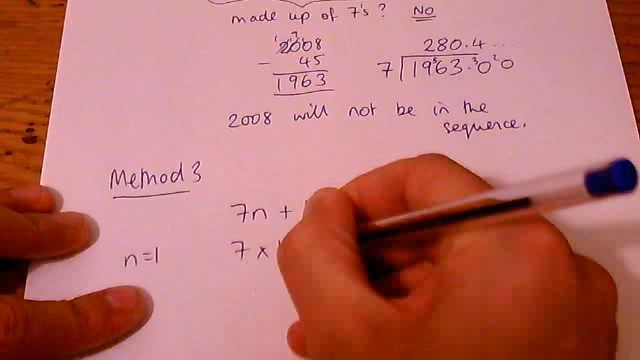 made up of 7's ? No
2008
- 45
1963
280.4 ..
7 1963.00
2008 will not be in the
sequence.
Method 3
7n +
n=1 7 ×